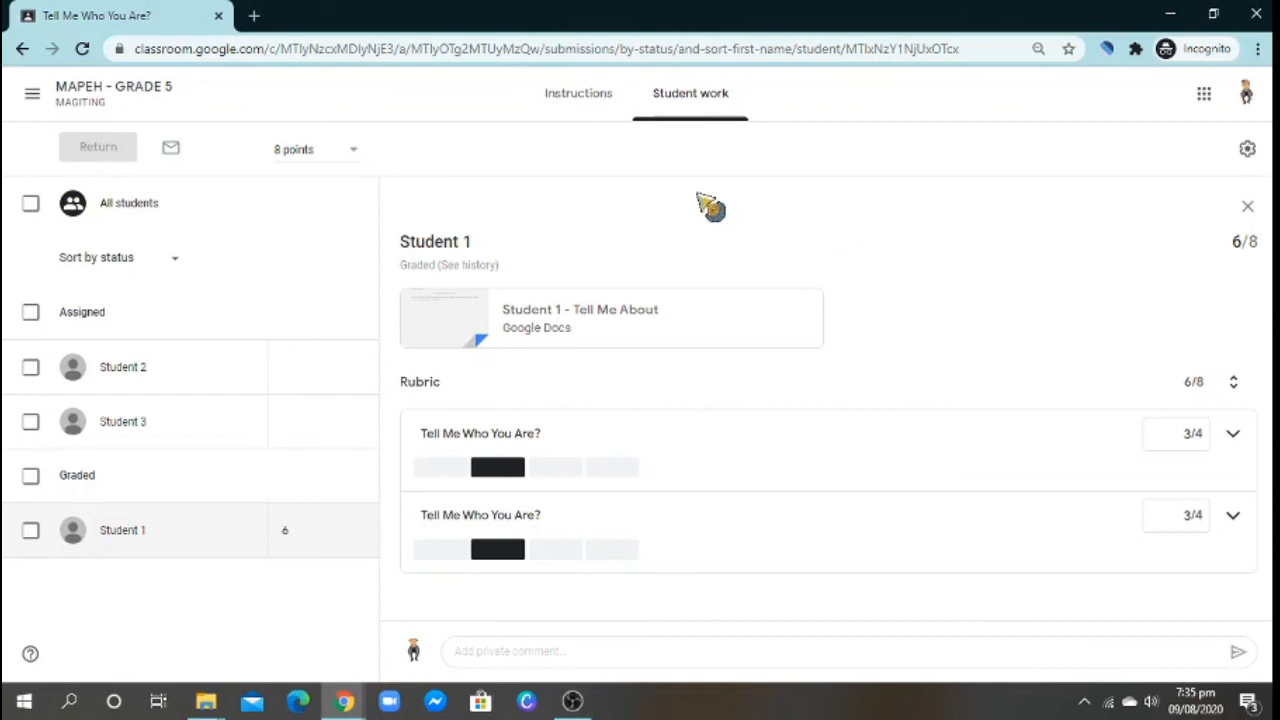 Tell Me Who You Are?
classroom.google.com/c/MTIyNzcxMDIyNjE3/a/MTIyOTg2MTUyMzQw/submissions/by-status/and-sort-first-name/student/MTIxNzY1NjUxOTcx
Incognito
MAPEH - GRADE 5
MAGITING
Instructions
Student work
Return
8 points
All students
Sort by status
Assigned
Student 2
Student 3
Graded
Student 1
6
Student 1
6/8
Graded (See history)
Student 1 - Tell Me About
Google Docs
Rubric
6/8
Tell Me Who You Are?
3/4
Tell Me Who You Are?
3/4
Add private comment...
7:35 pm
09/08/2020
3